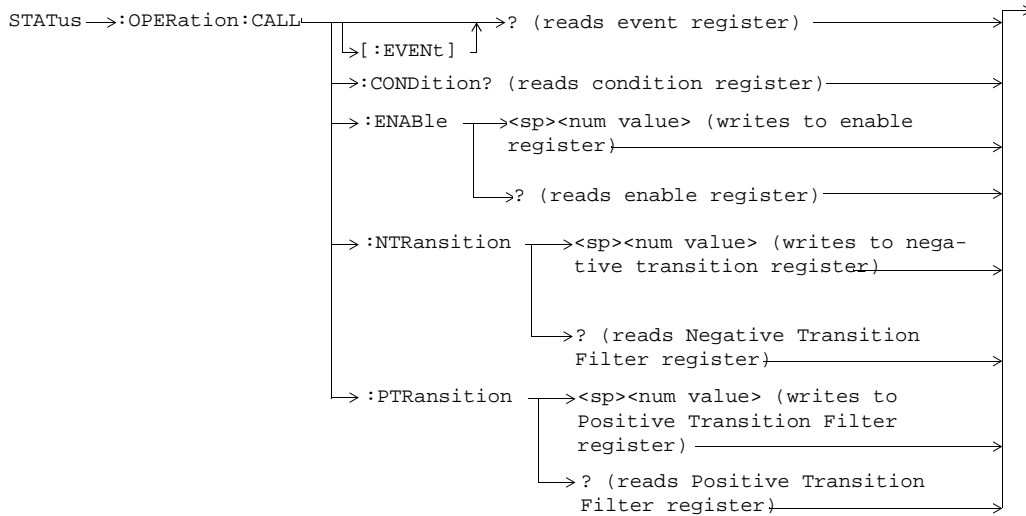 STATus :OPERation:CALL ? (reads event register)
[:EVENt]
:CONDition? (reads condition register)
:ENABle <sp><num value> (writes to enable
register)
? (reads enable register)
:NTRansition <sp><num value> (writes to nega-
tive transition register)
? (reads Negative Transition
Filter register)
:PTRansition <sp><num value> (writes to
Positive Transition Filter
register)
? (reads Positive Transition
Filter register)